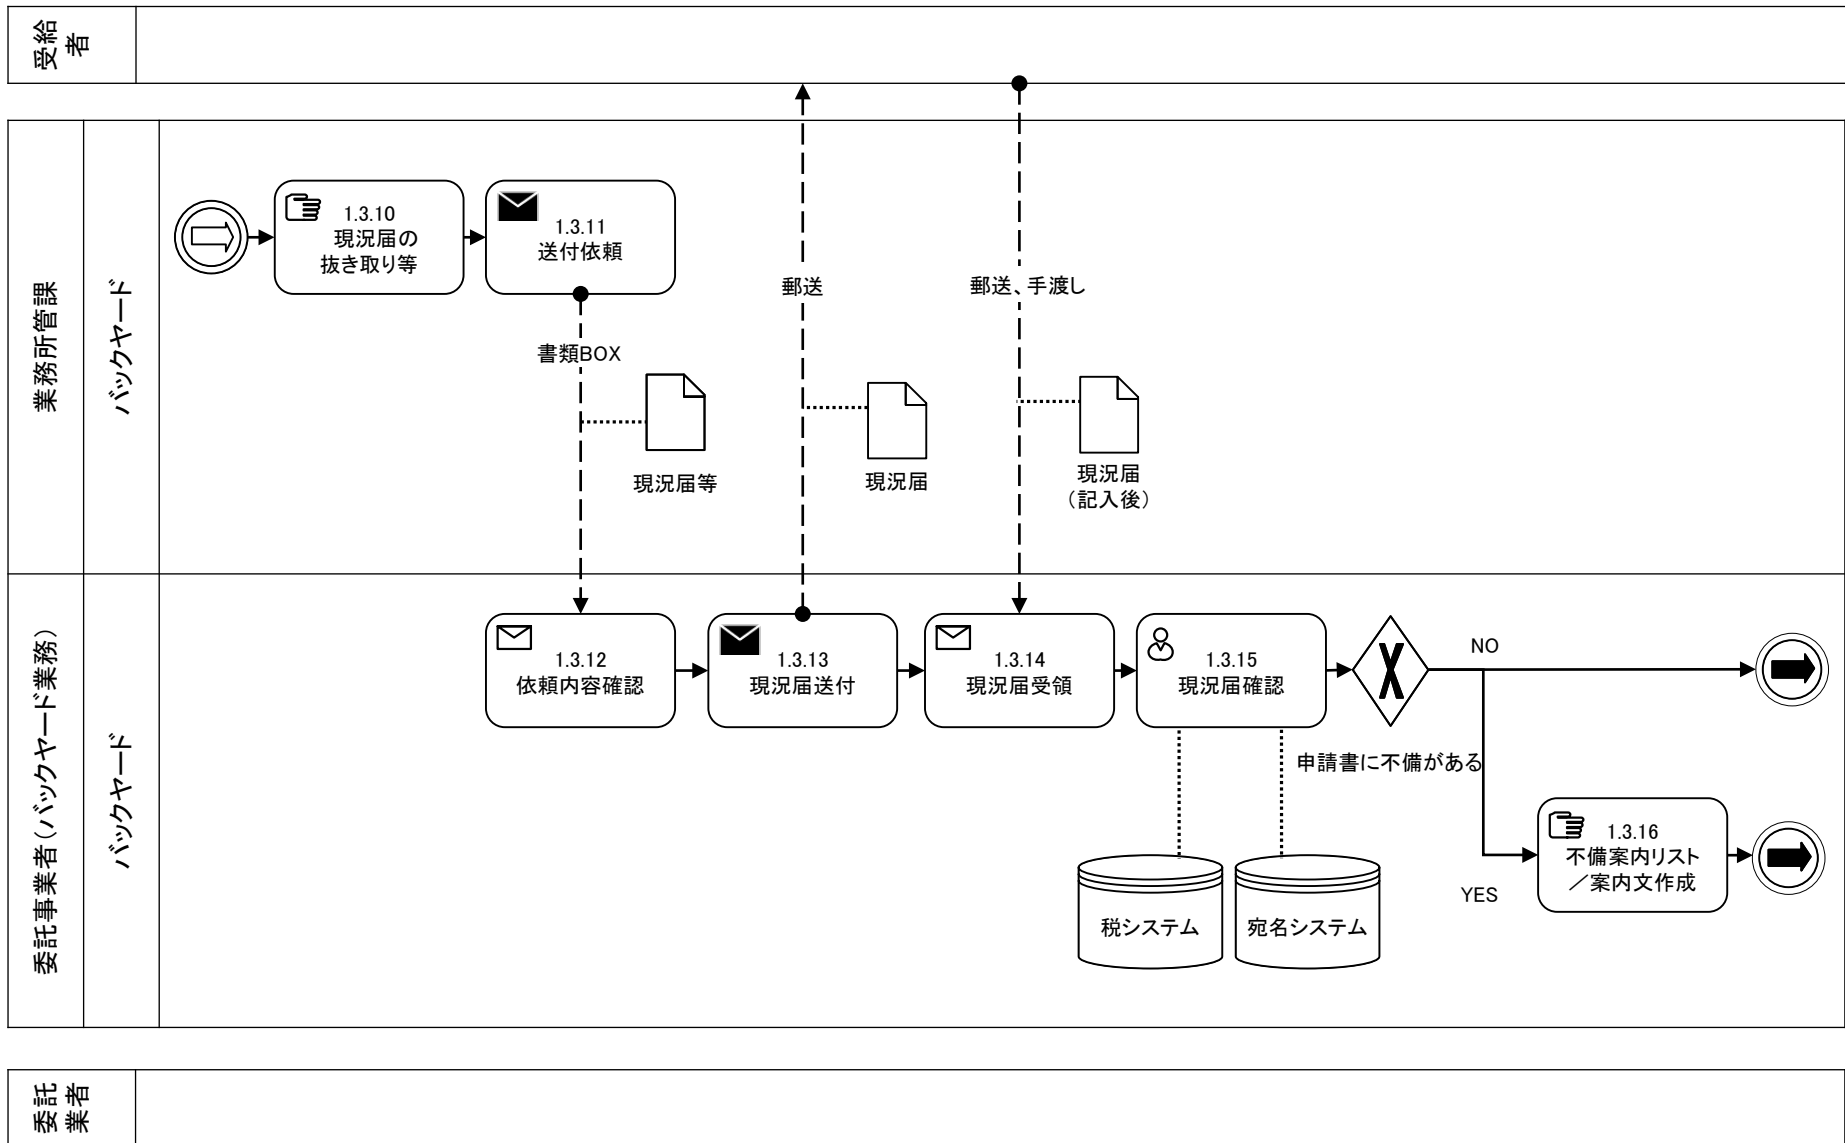 受給
者
業務所管課
バックヤード
1.3.10
現況届の
抜き取り等
1.3.11
送付依頼
書類BOX
現況届等
郵送
現況届
郵送、手渡し
現況届
（記入後）
委託事業者（バックヤード業務）
バックヤード
1.3.12
依頼内容確認
1.3.13
現況届送付
1.3.14
現況届受領
1.3.15
現況届確認
NO
申請書に不備がある
YES
1.3.16
不備案内リスト
／案内文作成
税システム
宛名システム
委託
業者